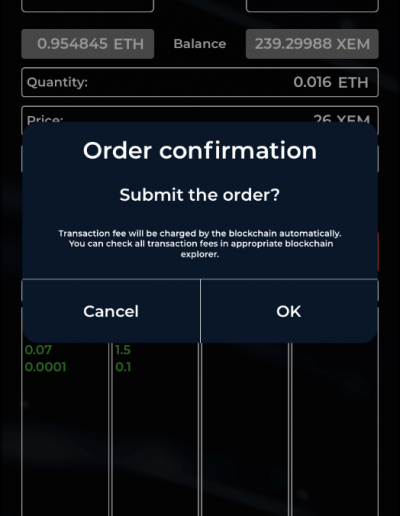 0.954845 ETH Balance 239.29988 XEM
Quantity: 0.016 ETH
Price: 26 XEM
Order confirmation
Submit the order?
Transaction fee will be charged by the blockchain automatically.
You can check all transaction fees in appropriate blockchain
explorer.
Cancel OK
0.07 1.5
0.0001 0.1